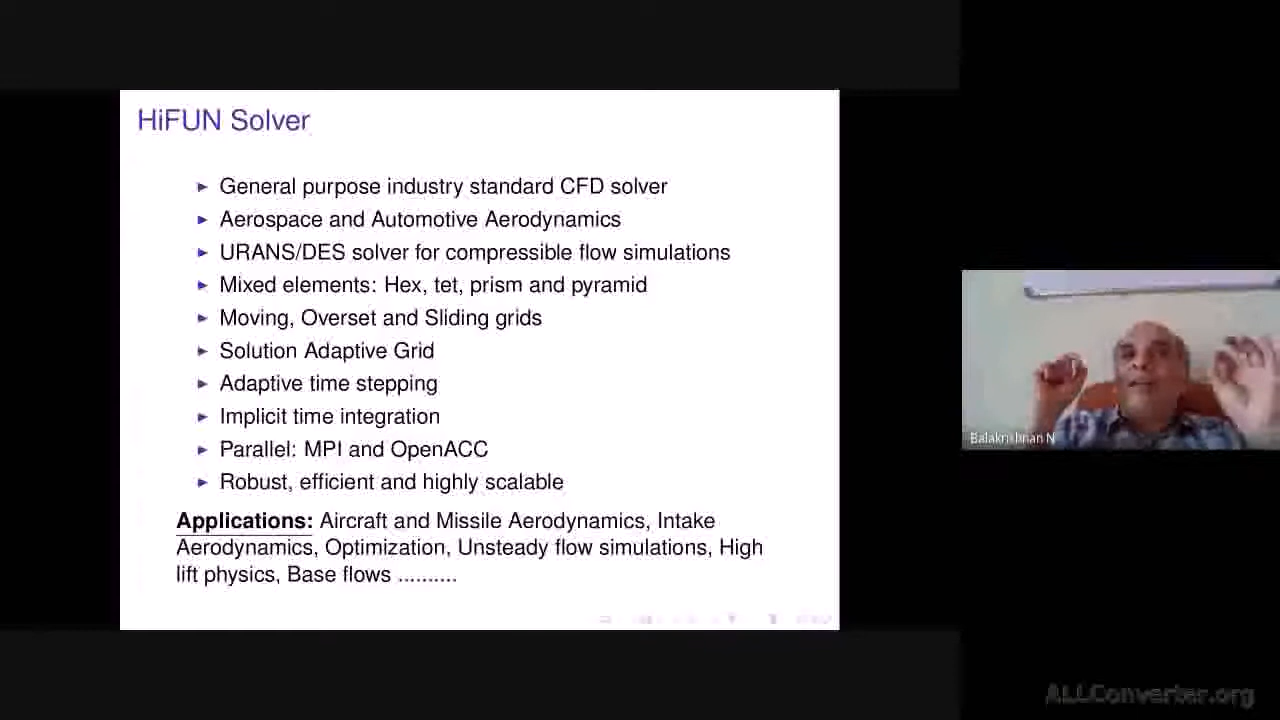 HiFUN Solver
General purpose industry standard CFD solver
Aerospace and Automotive Aerodynamics
URANS/DES solver for compressible flow simulations
Mixed elements: Hex, tet, prism and pyramid
Moving, Overset and Sliding grids
Solution Adaptive Grid
Adaptive time stepping
Implicit time integration
Parallel: MPI and OpenACC
Robust, efficient and highly scalable
Applications: Aircraft and Missile Aerodynamics, Intake
Aerodynamics, Optimization, Unsteady flow simulations, High
lift physics, Base flows ..........
Balakrishnan N
ALLConverter.org